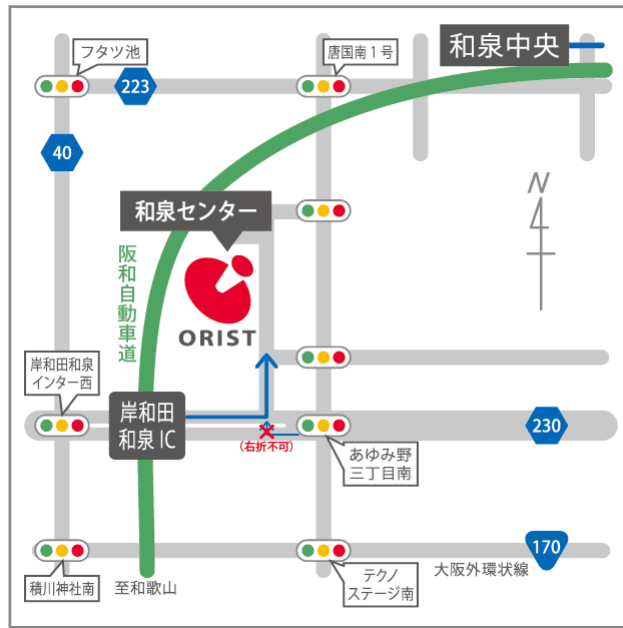 フタツ池
唐国南1号
和泉中央
223
40
N
和泉センター
阪和自動車道
ORIST
岸和田和泉
インター西
岸和田
和泉IC
(右折不可)
230
あゆみ野
三丁目南
170
大阪外環状線
積川神社南
至和歌山
テクノ
ステージ南